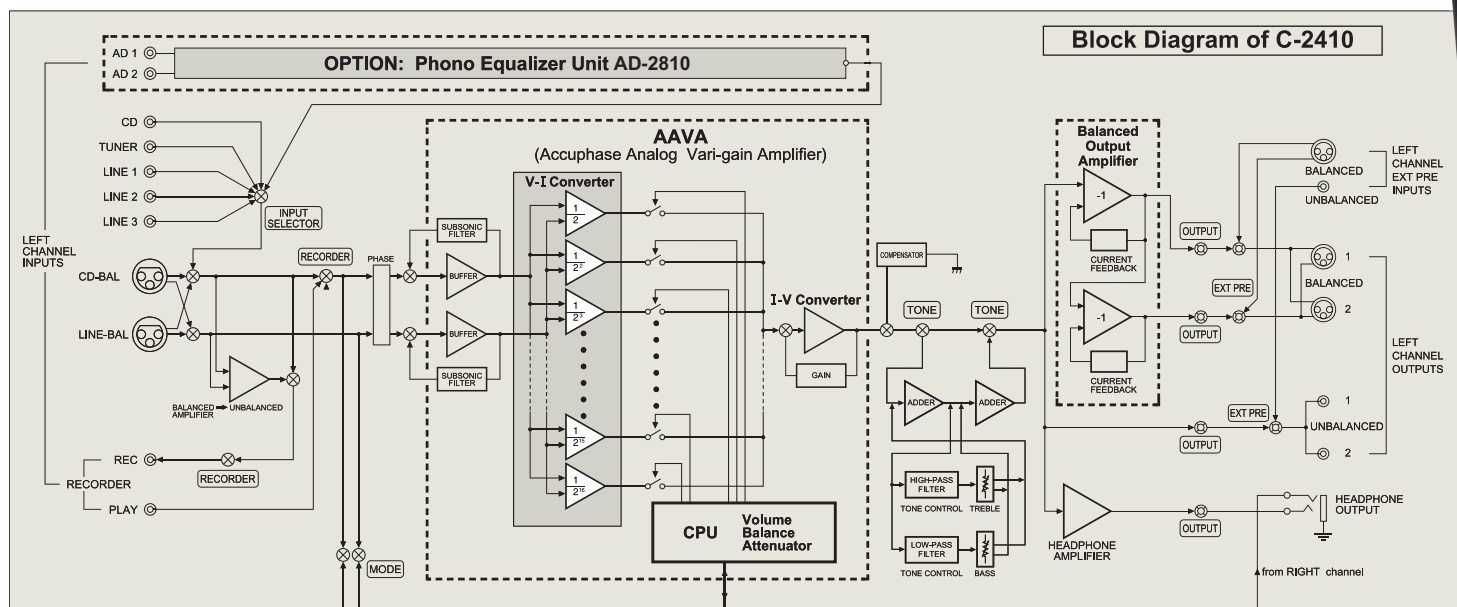 Block Diagram of C-2410
AD 1
AD 2
OPTION: Phono Equalizer Unit AD-2810
CD
TUNER
LINE 1
LINE 2
LINE 3
INPUT
SELECTOR
LEFT
CHANNEL
INPUTS
CD-BAL
LINE-BAL
RECORDER
PHASE
BALANCED → UNBALANCED
AMPLIFIER
REC
RECORDER
RECORDER
PLAY
MODE
AAVA
(Accuphase Analog Vari-gain Amplifier)
V-I Converter
SUBSONIC
FILTER
BUFFER
BUFFER
SUBSONIC
FILTER
1
2
1
2²
1
2³
1
2¹⁵
1
2¹⁶
I-V Converter
GAIN
CPU
Volume
Balance
Attenuator
COMPENSATOR
TONE
TONE
ADDER
ADDER
HIGH-PASS
FILTER
TONE CONTROL
TREBLE
LOW-PASS
FILTER
TONE CONTROL
BASS
Balanced
Output
Amplifier
-1
CURRENT
FEEDBACK
-1
CURRENT
FEEDBACK
OUTPUT
OUTPUT
EXT PRE
BALANCED
UNBALANCED
LEFT
CHANNEL
EXT PRE
INPUTS
1
BALANCED
2
LEFT
CHANNEL
OUTPUTS
EXT PRE
OUTPUT
1
UNBALANCED
2
HEADPHONE
AMPLIFIER
OUTPUT
HEADPHONE
OUTPUT
from RIGHT channel